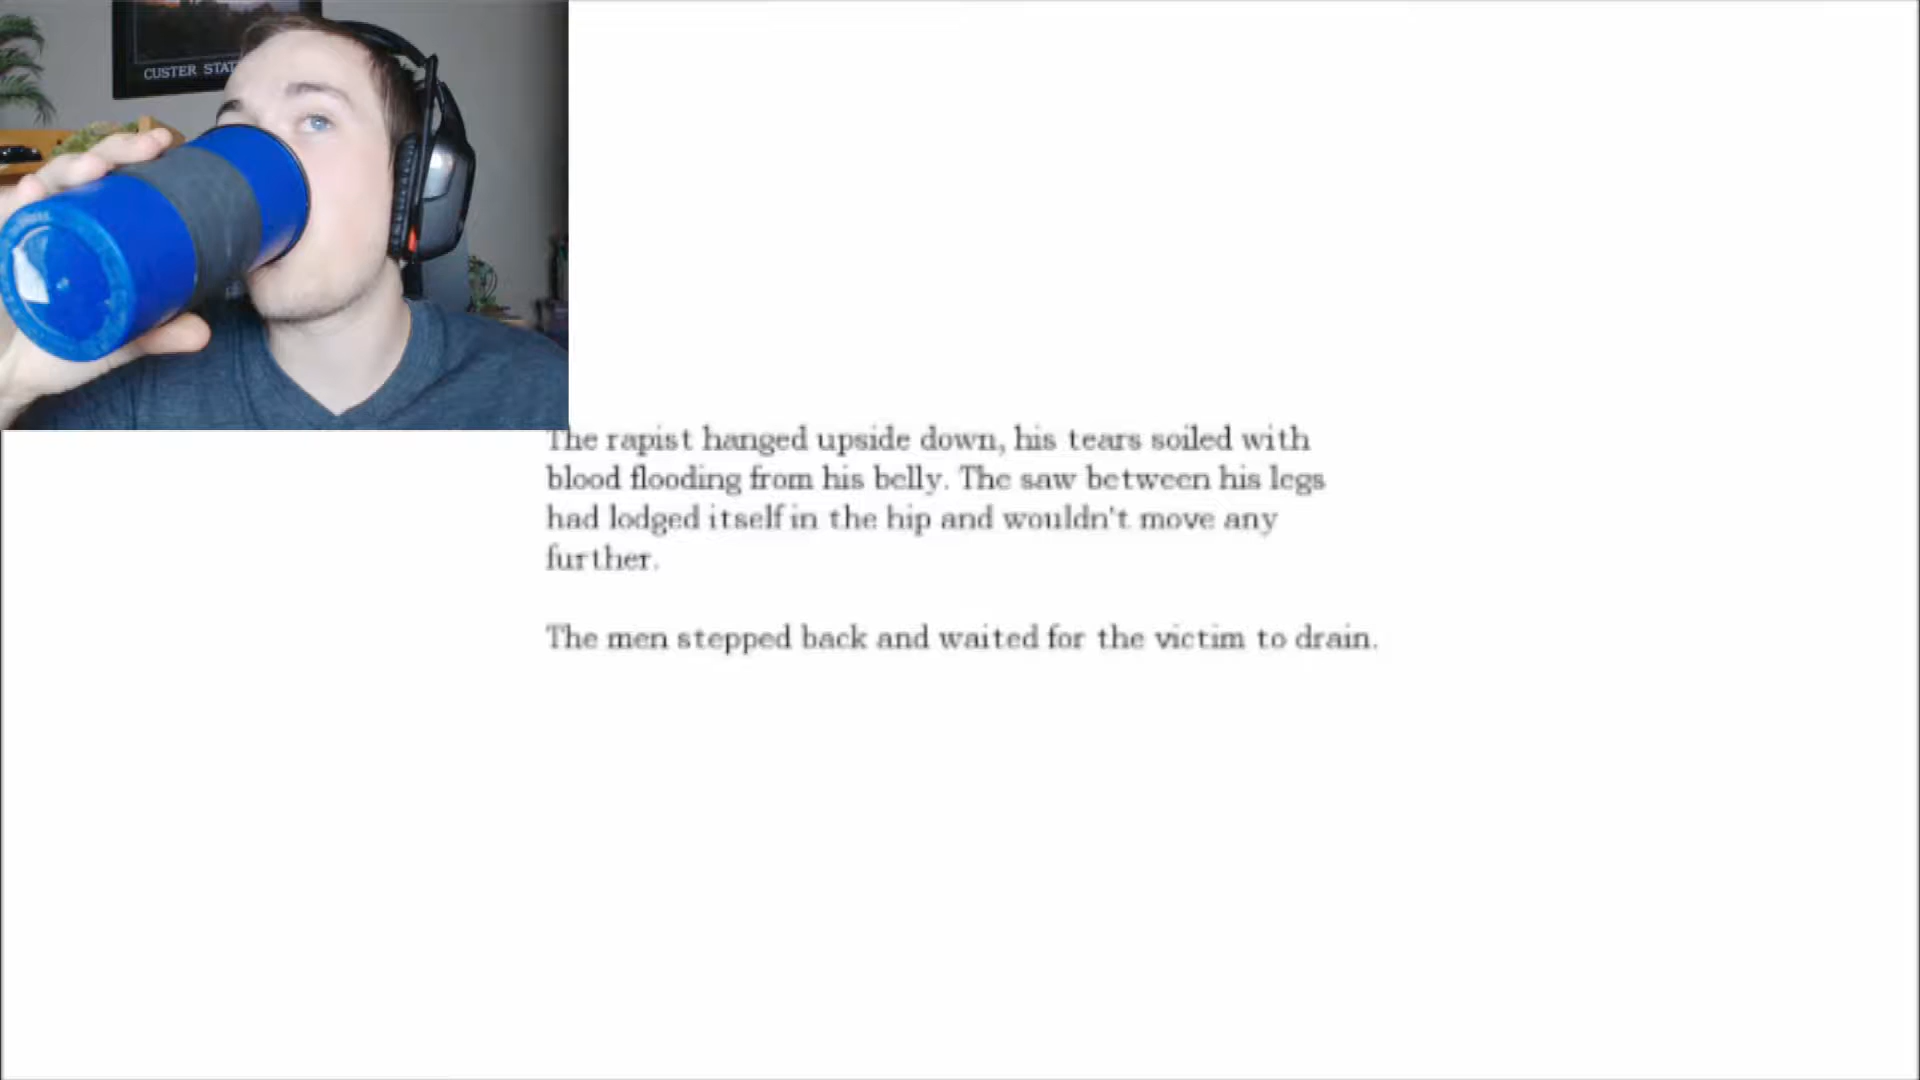 CUSTER STAT
The rapist hanged upside down, his tears soiled with
blood flooding from his belly. The saw between his legs
had lodged itself in the hip and wouldn't move any
further.
The men stepped back and waited for the victim to drain.